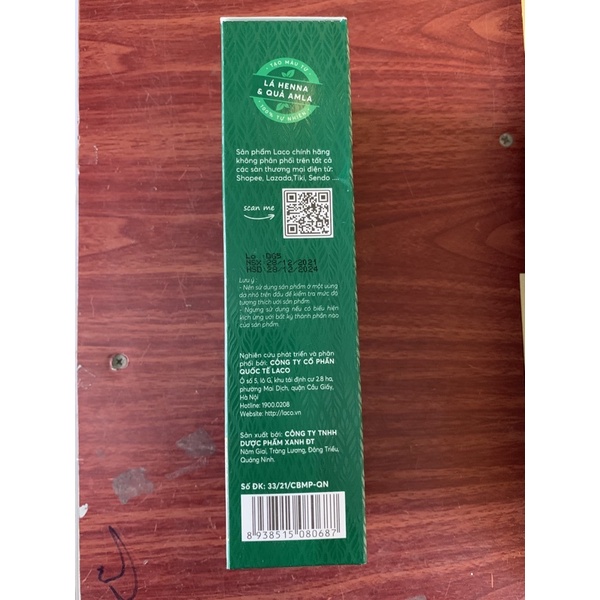 TẠO MÀU TỪ
LÁ HENNA
& QUẢ AMLA
100% TỰ NHIÊN
Sản phẩm Laco chính hãng
không phân phối trên tất cả
các sàn thương mại điện tử:
Shopee, Lazada,Tiki, Sendo ....
scan me
Lo :005
HSX:28/12/2021
HSD:28/12/2024
Lưu ý :
- Nên sử dụng sản phẩm ở một vùng
da nhỏ trên đầu để kiểm tra mức độ
tương thích với sản phẩm.
- Ngưng sử dụng nếu có biểu hiện
kích ứng với bất kỳ thành phần nào
của sản phẩm.
Nghiên cứu phát triển và phân
phối bởi: CÔNG TY CỔ PHẦN
QUỐC TẾ LACO
Ô số 5, lô G, khu tái định cư 2.8 ha,
phường Mai Dịch, quận Cầu Giấy,
Hà Nội
Hotline: 1900.0208
Website: http://laco.vn
Sản xuất bởi: CÔNG TY TNHH
DƯỢC PHẨM XANH ĐT
Năm Giai, Tràng Lương, Đông Triều,
Quảng Ninh.
Số ĐK: 33/21/CBMP-QN
8 938515 080687